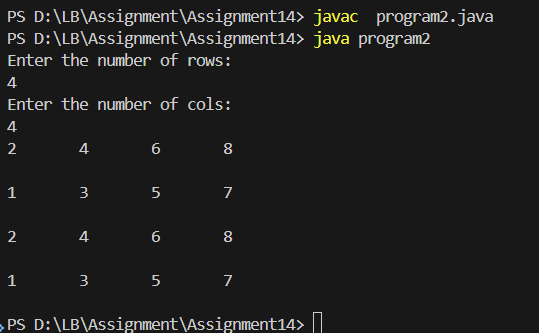 PS D:\LB\Assignment\Assignment14> javac  program2.java
PS D:\LB\Assignment\Assignment14> java program2
Enter the number of rows:
4
Enter the number of cols:
4
2       4       6       8
1       3       5       7
2       4       6       8
1       3       5       7
PS D:\LB\Assignment\Assignment14>